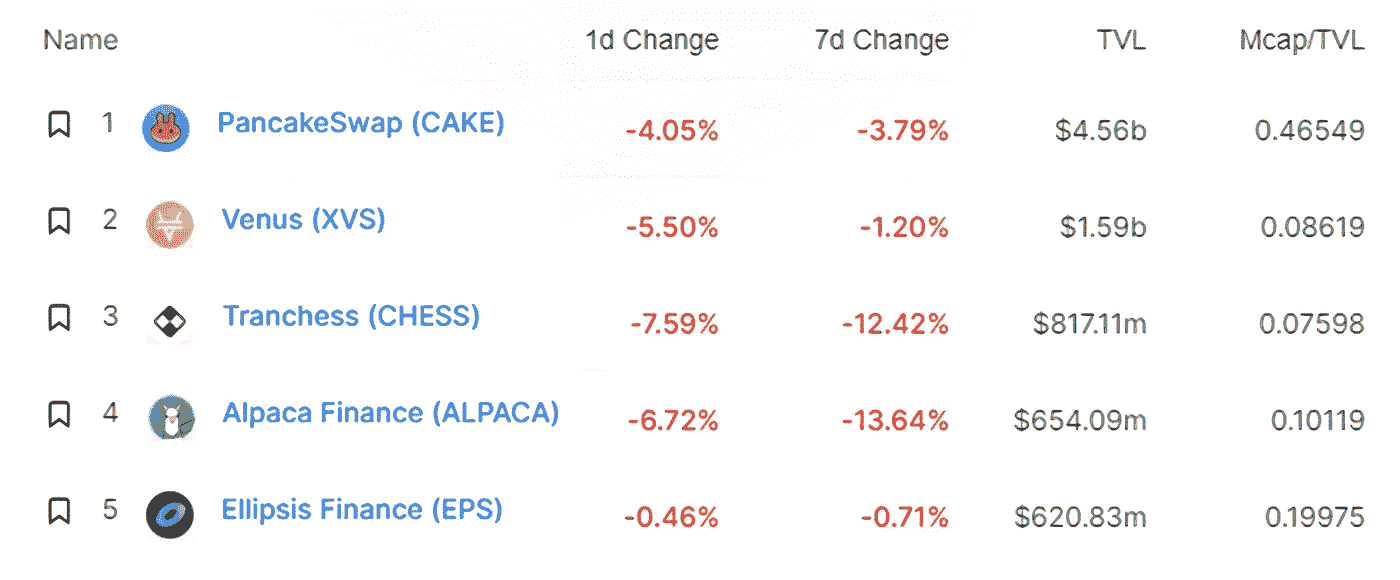 Name 1d Change 7d Change TVL Mcap/TVL
1 PancakeSwap (CAKE) -4.05% -3.79% $4.56b 0.46549
2 Venus (XVS) -5.50% -1.20% $1.59b 0.08619
3 Tranchess (CHESS) -7.59% -12.42% $817.11m 0.07598
4 Alpaca Finance (ALPACA) -6.72% -13.64% $654.09m 0.10119
5 Ellipsis Finance (EPS) -0.46% -0.71% $620.83m 0.19975